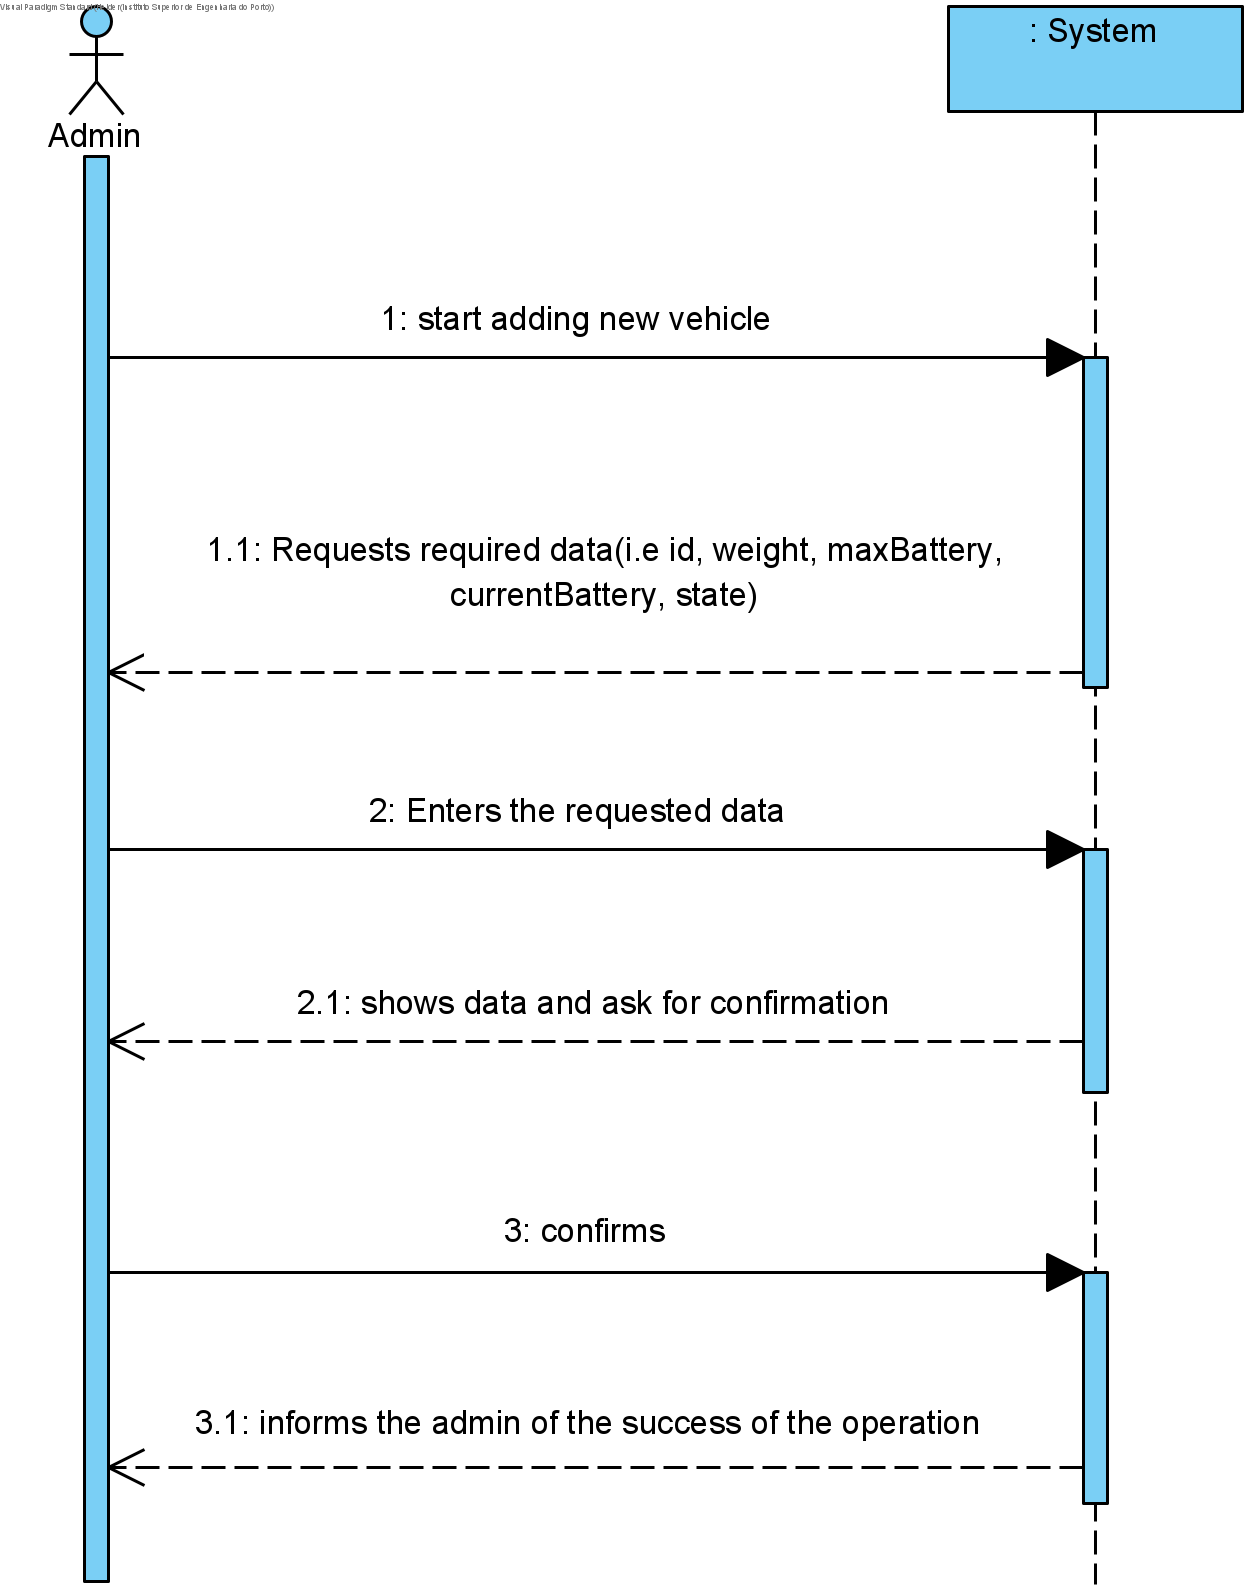 Visual Paradigm Standard(Instituto Superior de Engenharia do Porto))
: System
Admin
1: start adding new vehicle
1.1: Requests required data(i.e id, weight, maxBattery,
currentBattery, state)
2: Enters the requested data
2.1: shows data and ask for confirmation
3: confirms
3.1: informs the admin of the success of the operation